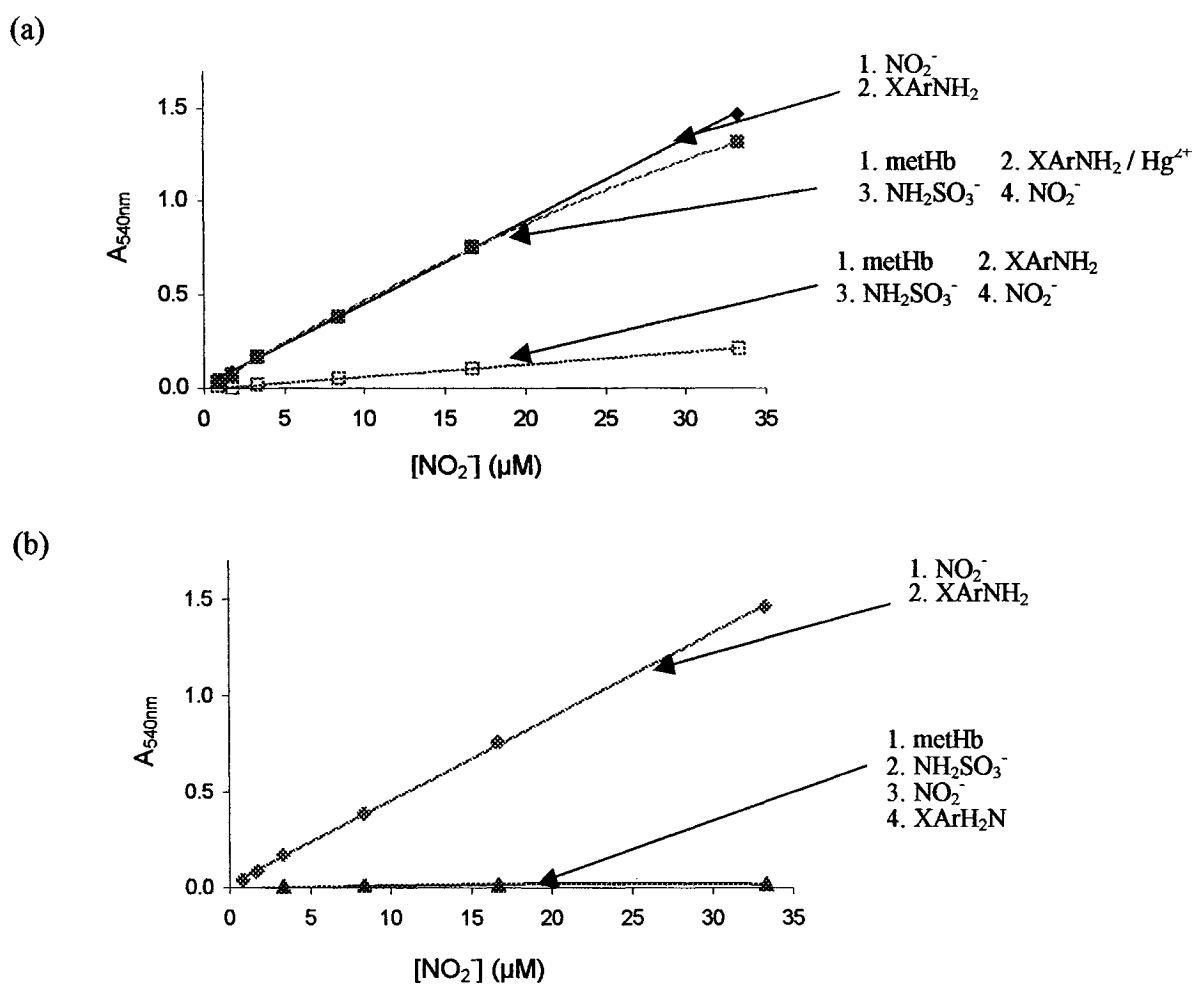 (a)
1. NO₂⁻
2. XArNH₂
1. metHb 2. XArNH₂ / Hg²⁺
3. NH₂SO₃⁻ 4. NO₂⁻
1. metHb 2. XArNH₂
3. NH₂SO₃⁻ 4. NO₂⁻
A₅₄₀ₙₘ
1.5
1.0
0.5
0.0
0 5 10 15 20 25 30 35
[NO₂⁻] (µM)
(b)
1. NO₂⁻
2. XArNH₂
1. metHb
2. NH₂SO₃⁻
3. NO₂⁻
4. XArH₂N
A₅₄₀ₙₘ
1.5
1.0
0.5
0.0
0 5 10 15 20 25 30 35
[NO₂⁻] (µM)